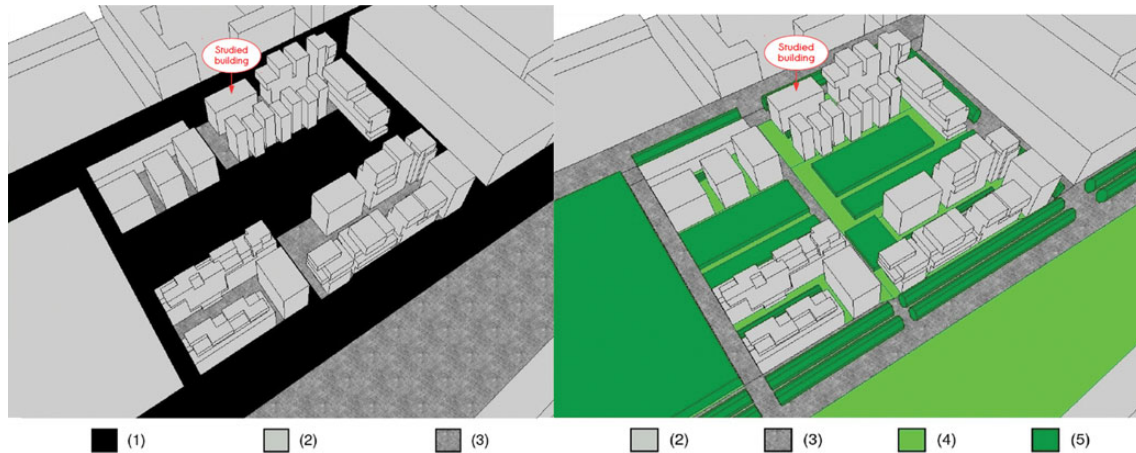 Studied
building
Studied
building
(1)
(2)
(3)
(2)
(3)
(4)
(5)